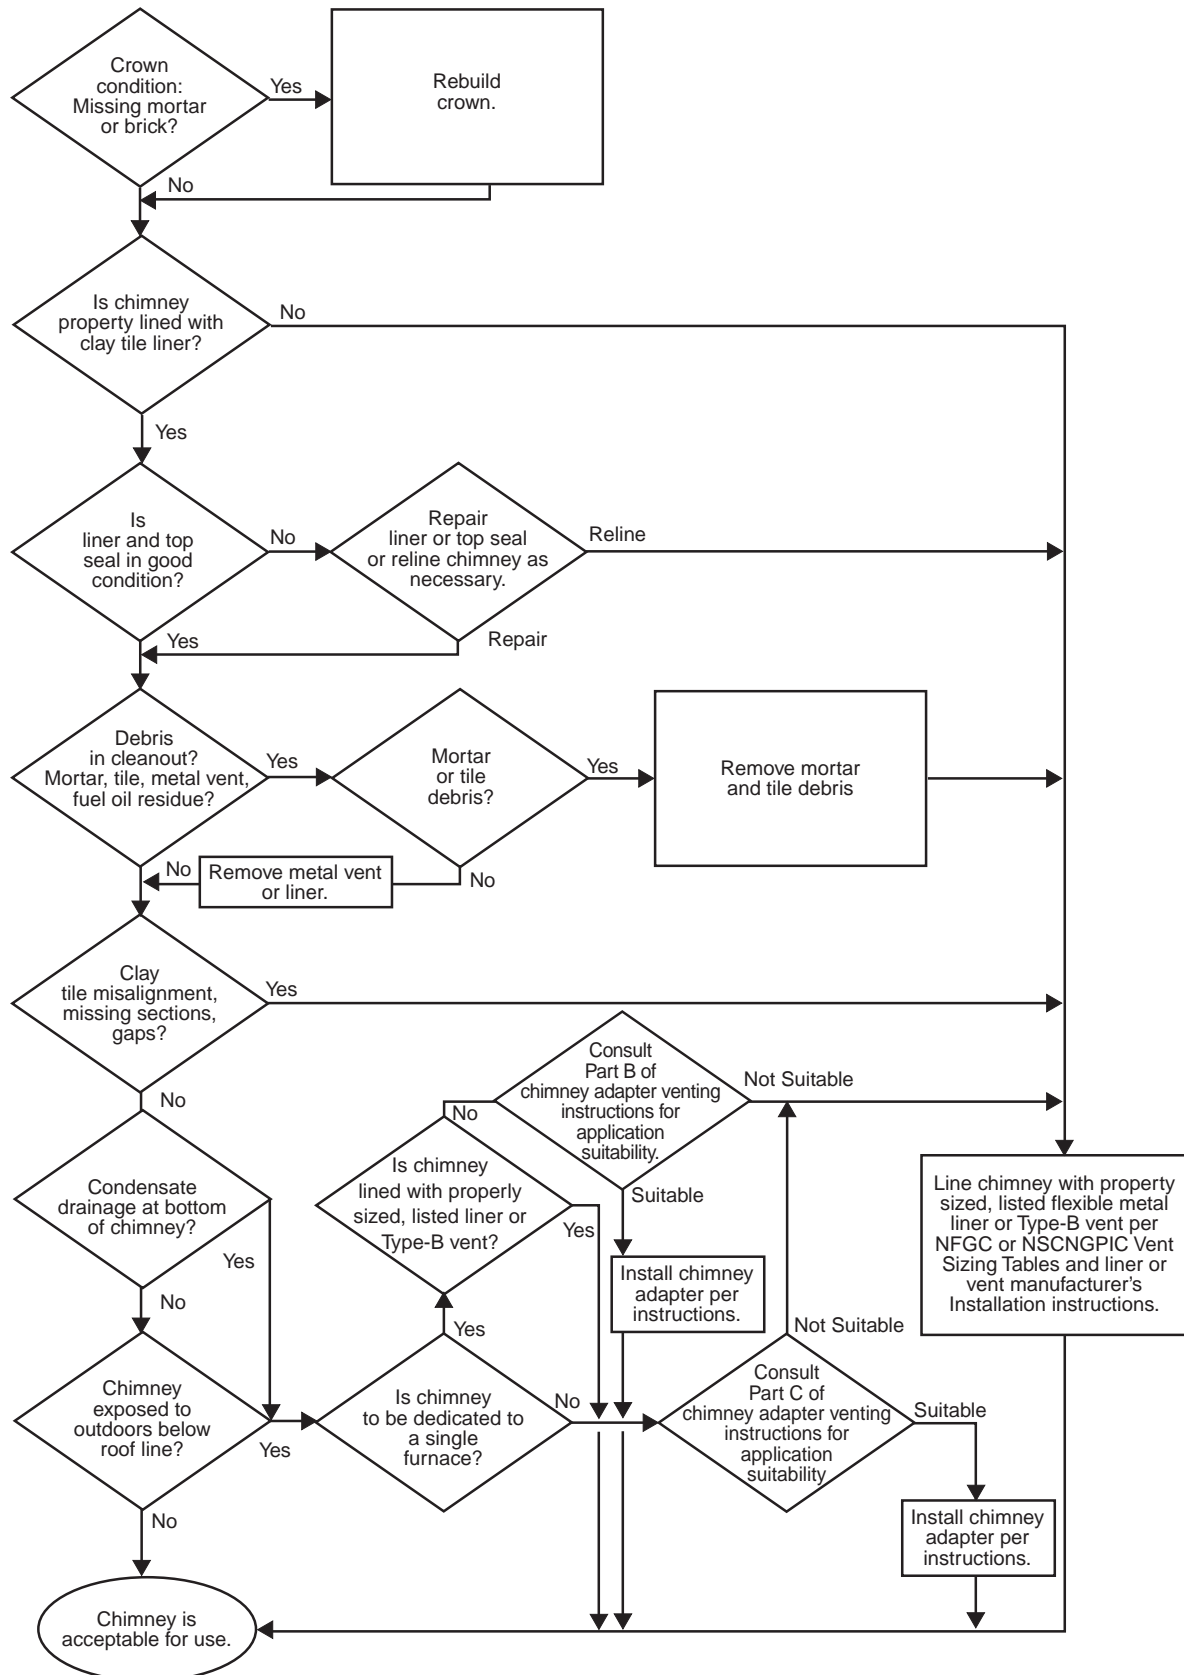 Crown
condition:
Missing mortar
or brick?
Yes
Rebuild
crown.
No
Is chimney
property lined with
clay tile liner?
No
Yes
Is
liner and top
seal in good
condition?
No
Repair
liner or top seal
or reline chimney as
necessary.
Reline
Yes
Repair
Debris
in cleanout?
Mortar, tile, metal vent,
fuel oil residue?
Yes
Mortar
or tile
debris?
Yes
Remove mortar
and tile debris
No
Remove metal vent
or liner.
No
Clay
tile misalignment,
missing sections,
gaps?
Yes
No
Consult
Part B of
chimney adapter venting
instructions for
application
suitability.
Not Suitable
No
Suitable
Condensate
drainage at bottom
of chimney?
Yes
No
Is chimney
lined with properly
sized, listed liner or
Type-B vent?
Yes
Yes
Install chimney
adapter per
instructions.
Line chimney with property
sized, listed flexible metal
liner or Type-B vent per
NFGC or NSCNGPIC Vent
Sizing Tables and liner or
vent manufacturer's
Installation instructions.
Not Suitable
Chimney
exposed to
outdoors below
roof line?
Yes
No
Is chimney
to be dedicated to
a single
furnace?
No
Consult
Part C of
chimney adapter venting
instructions for
application
suitability
Suitable
Install chimney
adapter per
instructions.
Chimney is
acceptable for use.